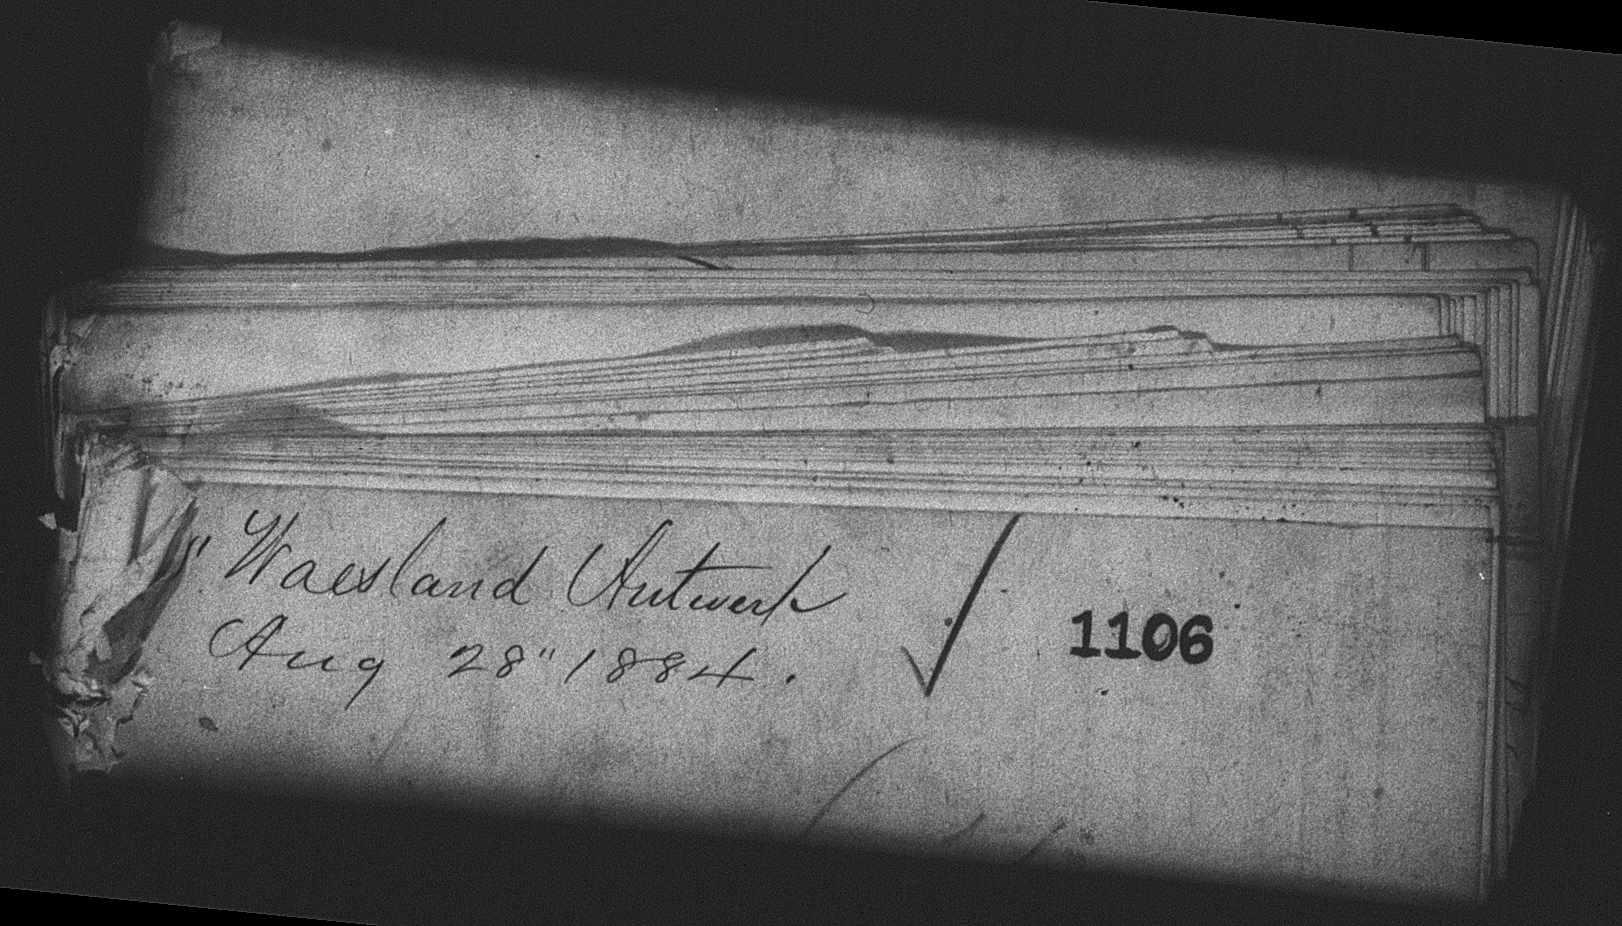 " Waesland Antwerp
Aug 28" 1884.
√ 1106